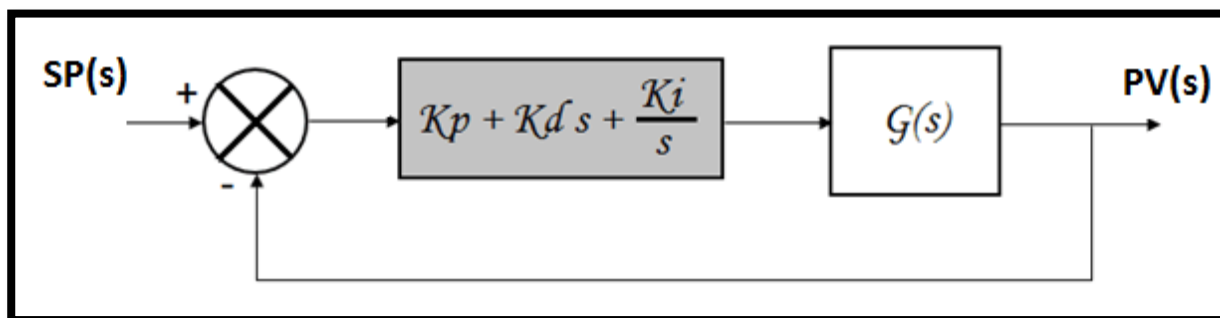 SP(s)
+
-
Kp + Kd s + Ki/s
G(s)
PV(s)